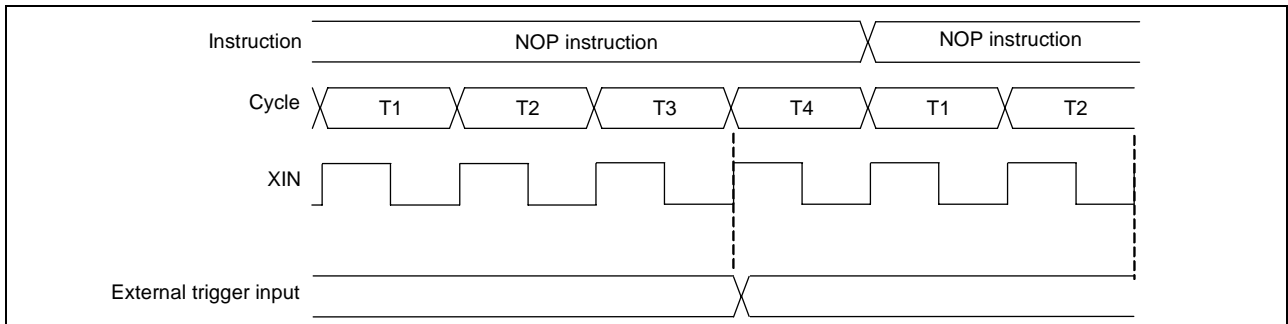 Instruction NOP instruction NOP instruction
Cycle T1 T2 T3 T4 T1 T2
XIN
External trigger input